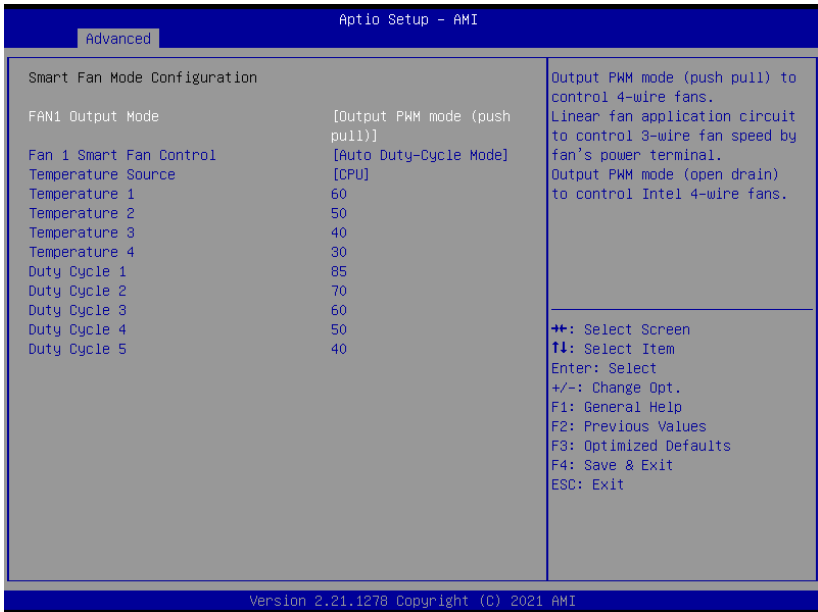 Aptio Setup – AMI
Advanced
Smart Fan Mode Configuration
FAN1 Output Mode [Output PWM mode (push
pull)]
Fan 1 Smart Fan Control [Auto Duty-Cycle Mode]
Temperature Source [CPU]
Temperature 1 60
Temperature 2 50
Temperature 3 40
Temperature 4 30
Duty Cycle 1 85
Duty Cycle 2 70
Duty Cycle 3 60
Duty Cycle 4 50
Duty Cycle 5 40
Output PWM mode (push pull) to
control 4-wire fans.
Linear fan application circuit
to control 3-wire fan speed by
fan's power terminal.
Output PWM mode (open drain)
to control Intel 4-wire fans.
→←: Select Screen
↑↓: Select Item
Enter: Select
+/-: Change Opt.
F1: General Help
F2: Previous Values
F3: Optimized Defaults
F4: Save & Exit
ESC: Exit
Version 2.21.1278 Copyright (C) 2021 AMI